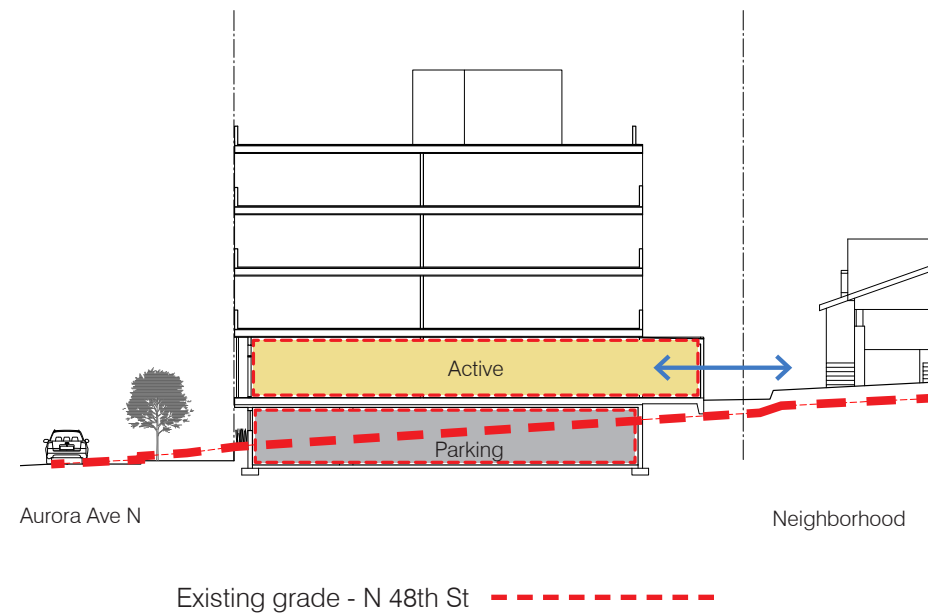 Active
Parking
Aurora Ave N
Neighborhood
Existing grade - N 48th St